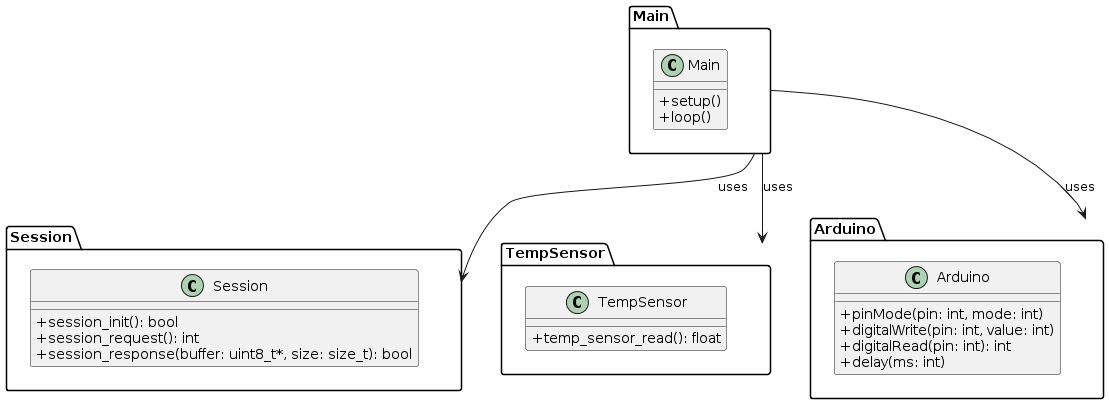 Main
C Main
+setup()
+loop()
uses
uses
uses
Session
C Session
+session_init(): bool
+session_request(): int
+session_response(buffer: uint8_t*, size: size_t): bool
TempSensor
C TempSensor
+temp_sensor_read(): float
Arduino
C Arduino
+pinMode(pin: int, mode: int)
+digitalWrite(pin: int, value: int)
+digitalRead(pin: int): int
+delay(ms: int)